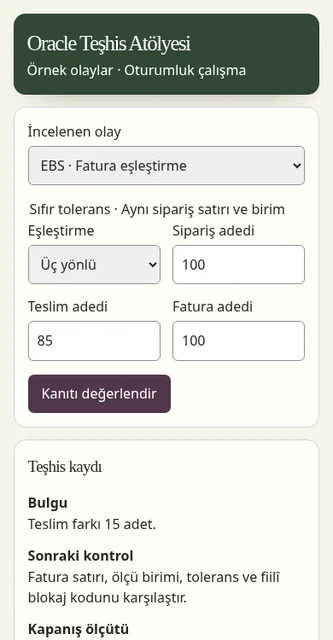 Oracle Teşhis Atölyesi
Örnek olaylar · Oturumluk çalışma
İncelenen olay
EBS · Fatura eşleştirme
Sıfır tolerans · Aynı sipariş satırı ve birim
Eşleştirme
Sipariş adedi
Üç yönlü
100
Teslim adedi
Fatura adedi
85
100
Kanıtı değerlendir
Teşhis kaydı
Bulgu
Teslim farkı 15 adet.
Sonraki kontrol
Fatura satırı, ölçü birimi, tolerans ve fiilî
blokaj kodunu karşılaştır.
Kapanış ölçütü